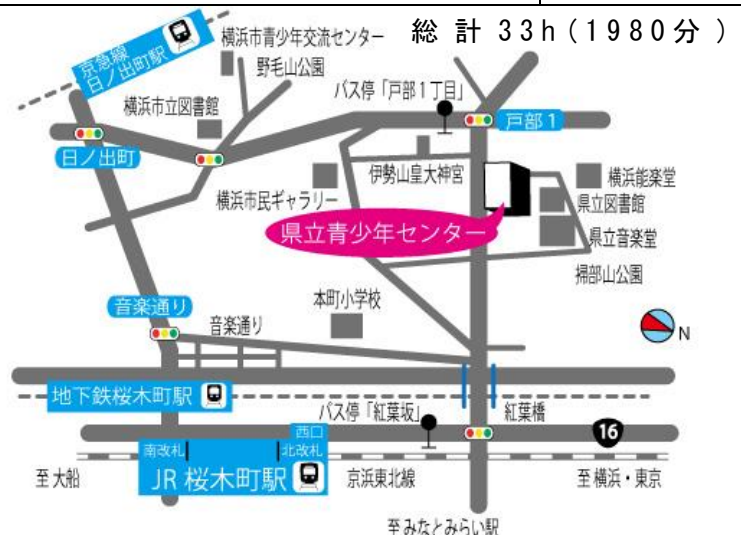 総計33h(1980分)
京急線
日ノ出町駅
横浜市青少年交流センター
野毛山公園
バス停「戸部1丁目」
横浜市立図書館
戸部1
日ノ出町
伊勢山皇大神宮
横浜能楽堂
横浜市民ギャラリー
県立図書館
県立青少年センター
県立音楽堂
掃部山公園
本町小学校
音楽通り
音楽通り
N
地下鉄桜木町駅
バス停「紅葉坂」
紅葉橋
西口
16
南改札
北改札
至大船
JR桜木町駅
京浜東北線
至横浜・東京
至みなとみらい駅